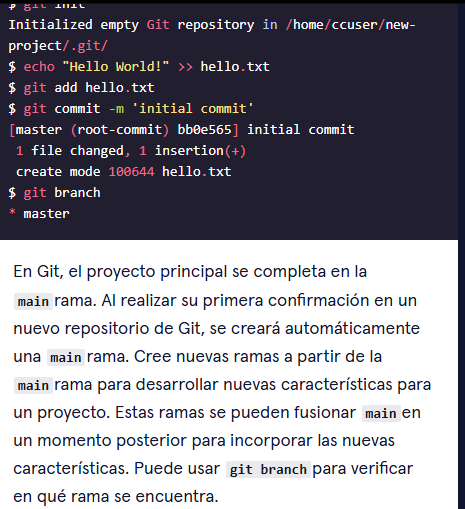 $ git init
Initialized empty Git repository in /home/ccuser/new-
project/.git/
$ echo "Hello World!" >> hello.txt
$ git add hello.txt
$ git commit -m 'initial commit'
[master (root-commit) bb0e565] initial commit
 1 file changed, 1 insertion(+)
 create mode 100644 hello.txt
$ git branch
* master
En Git, el proyecto principal se completa en la
main rama. Al realizar su primera confirmación en un
nuevo repositorio de Git, se creará automáticamente
una main rama. Cree nuevas ramas a partir de la
main rama para desarrollar nuevas características para
un proyecto. Estas ramas se pueden fusionar main en
un momento posterior para incorporar las nuevas
características. Puede usar git branch para verificar
en qué rama se encuentra.